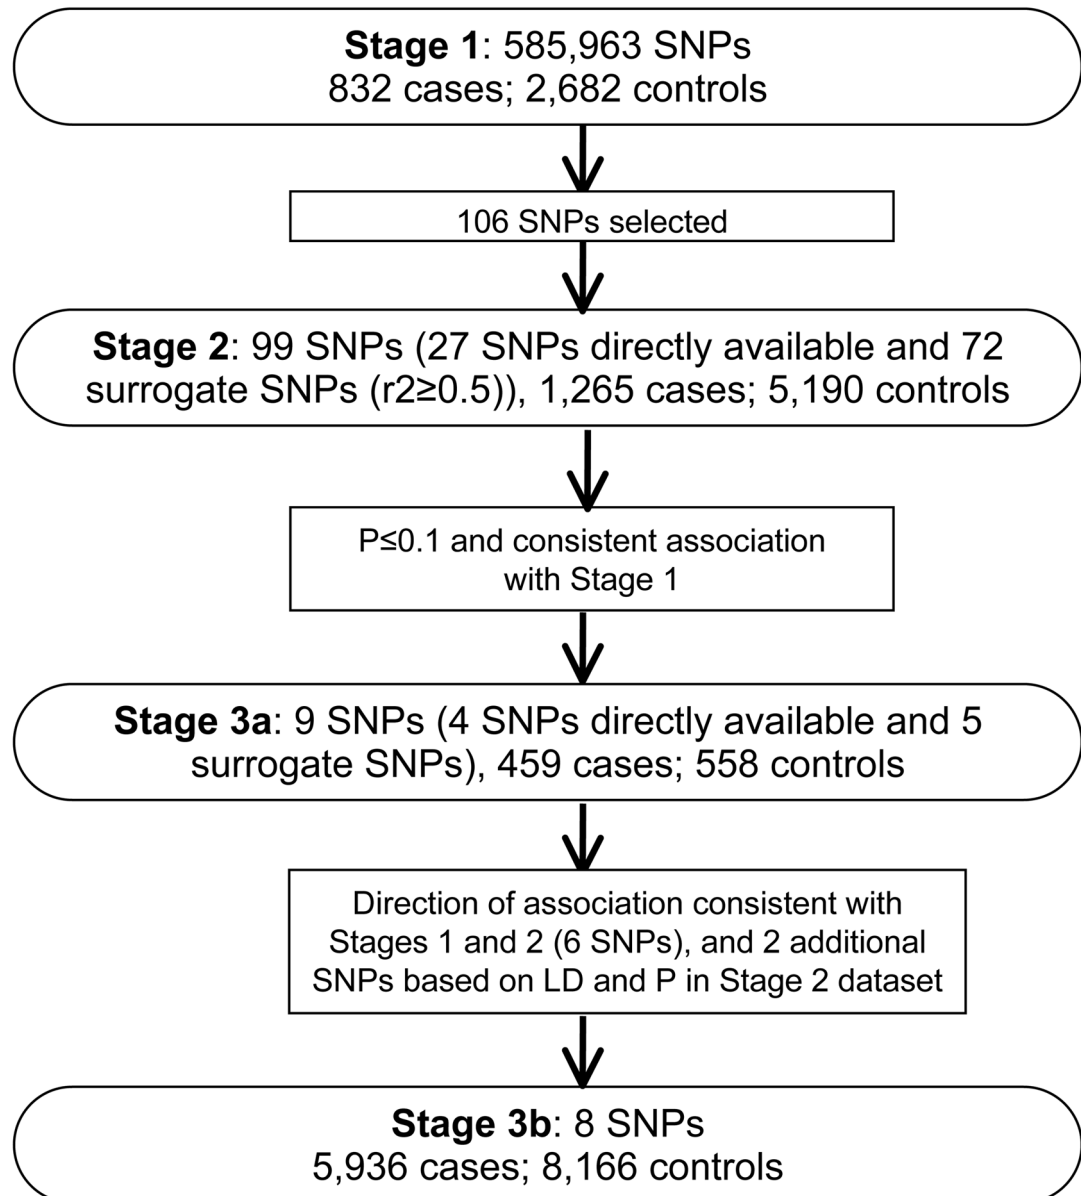 Stage 1: 585,963 SNPs
832 cases; 2,682 controls
106 SNPs selected
Stage 2: 99 SNPs (27 SNPs directly available and 72
surrogate SNPs (r2≥0.5)), 1,265 cases; 5,190 controls
P≤0.1 and consistent association
with Stage 1
Stage 3a: 9 SNPs (4 SNPs directly available and 5
surrogate SNPs), 459 cases; 558 controls
Direction of association consistent with
Stages 1 and 2 (6 SNPs), and 2 additional
SNPs based on LD and P in Stage 2 dataset
Stage 3b: 8 SNPs
5,936 cases; 8,166 controls